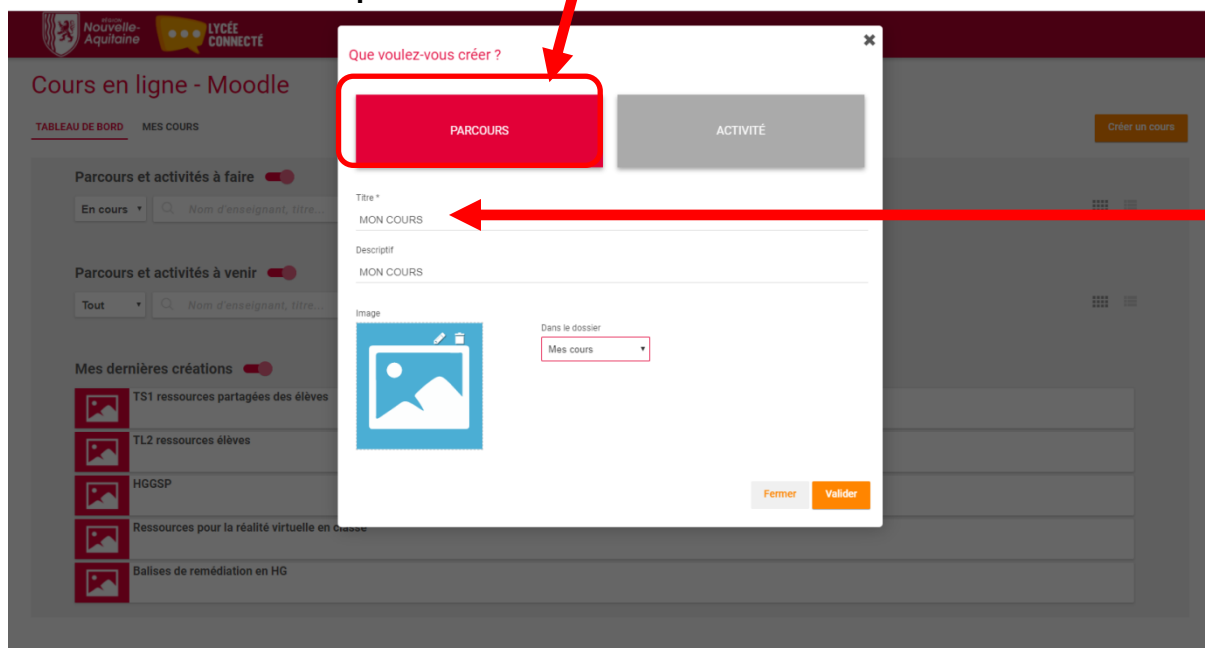 p
RÉGION
Nouvelle-
Aquitaine
LYCÉE
CONNECTÉ
Cours en ligne - Moodle
TABLEAU DE BORD MES COURS
Créer un cours
Que voulez-vous créer ?
PARCOURS ACTIVITÉ
Titre *
MON COURS
Descriptif
MON COURS
Image
Dans le dossier
Mes cours
Fermer Valider
Parcours et activités à faire
En cours Nom d'enseignant, titre...
Parcours et activités à venir
Tout Nom d'enseignant, titre...
Mes dernières créations
TS1 ressources partagées des élèves
TL2 ressources élèves
HGGSP
Ressources pour la réalité virtuelle en classe
Balises de remédiation en HG